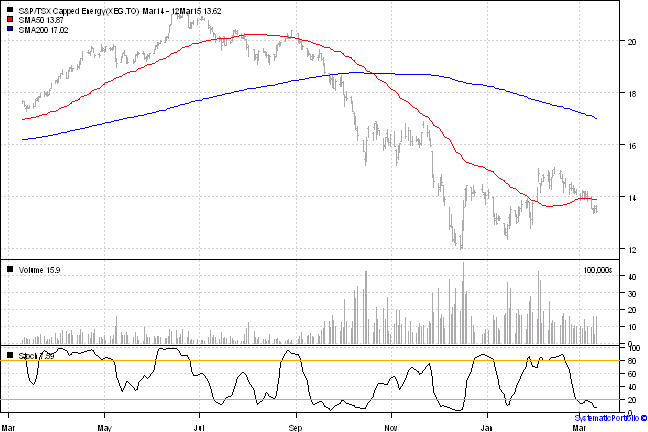 S&P/TSX Capped Energy(XEG.TO) Mar14 - 12Mar15 13.62
SMA50 13.87
SMA200 17.02
20
18
16
14
12
Volume 15.9
100,000s
40
30
20
10
0
Stoch 7.59
100
80
60
40
20
0
Mar May Jul Sep Nov Jan Mar
SystematicPortfolio ©